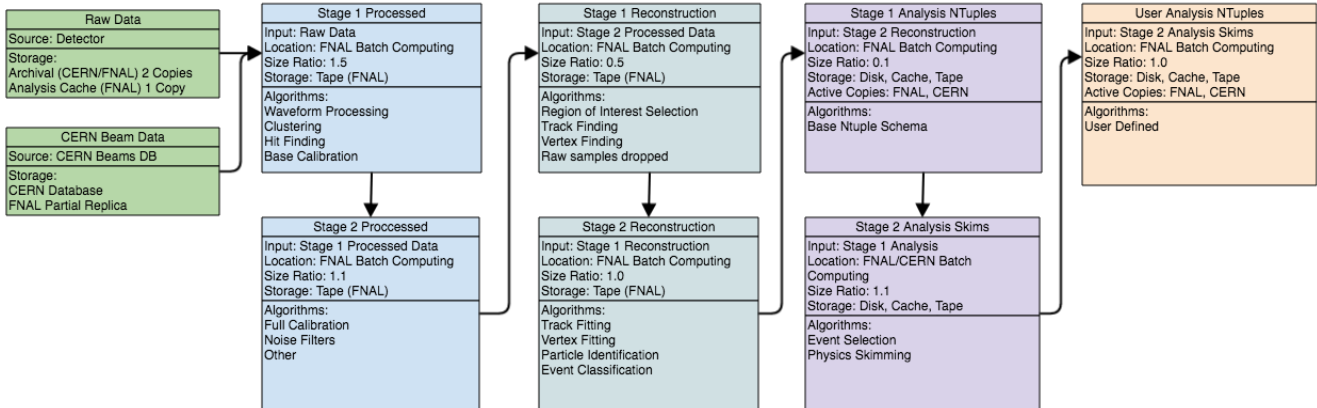 Raw Data
Source: Detector
Storage:
Archival (CERN/FNAL) 2 Copies
Analysis Cache (FNAL) 1 Copy
CERN Beam Data
Source: CERN Beams DB
Storage:
CERN Database
FNAL Partial Replica
Stage 1 Processed
Input: Raw Data
Location: FNAL Batch Computing
Size Ratio: 1.5
Storage: Tape (FNAL)
Algorithms:
Waveform Processing
Clustering
Hit Finding
Base Calibration
Stage 2 Proccessed
Input: Stage 1 Processed Data
Location: FNAL Batch Computing
Size Ratio: 1.1
Storage: Tape (FNAL)
Algorithms:
Full Calibration
Noise Filters
Other
Stage 1 Reconstruction
Input: Stage 2 Processed Data
Location: FNAL Batch Computing
Size Ratio: 0.5
Storage: Tape (FNAL)
Algorithms:
Region of Interest Selection
Track Finding
Vertex Finding
Raw samples dropped
Stage 2 Reconstruction
Input: Stage 1 Reconstruction
Location: FNAL Batch Computing
Size Ratio: 1.0
Storage: Tape (FNAL)
Algorithms:
Track Fitting
Vertex Fitting
Particle Identification
Event Classification
Stage 1 Analysis NTuples
Input: Stage 2 Reconstruction
Location: FNAL Batch Computing
Size Ratio: 0.1
Storage: Disk, Cache, Tape
Active Copies: FNAL, CERN
Algorithms:
Base Ntuple Schema
Stage 2 Analysis Skims
Input: Stage 1 Analysis
Location: FNAL/CERN Batch
Computing
Size Ratio: 1.1
Storage: Disk, Cache, Tape
Algorithms:
Event Selection
Physics Skimming
User Analysis NTuples
Input: Stage 2 Analysis Skims
Location: FNAL Batch Computing
Size Ratio: 1.0
Storage: Disk, Cache, Tape
Active Copies: FNAL, CERN
Algorithms:
User Defined